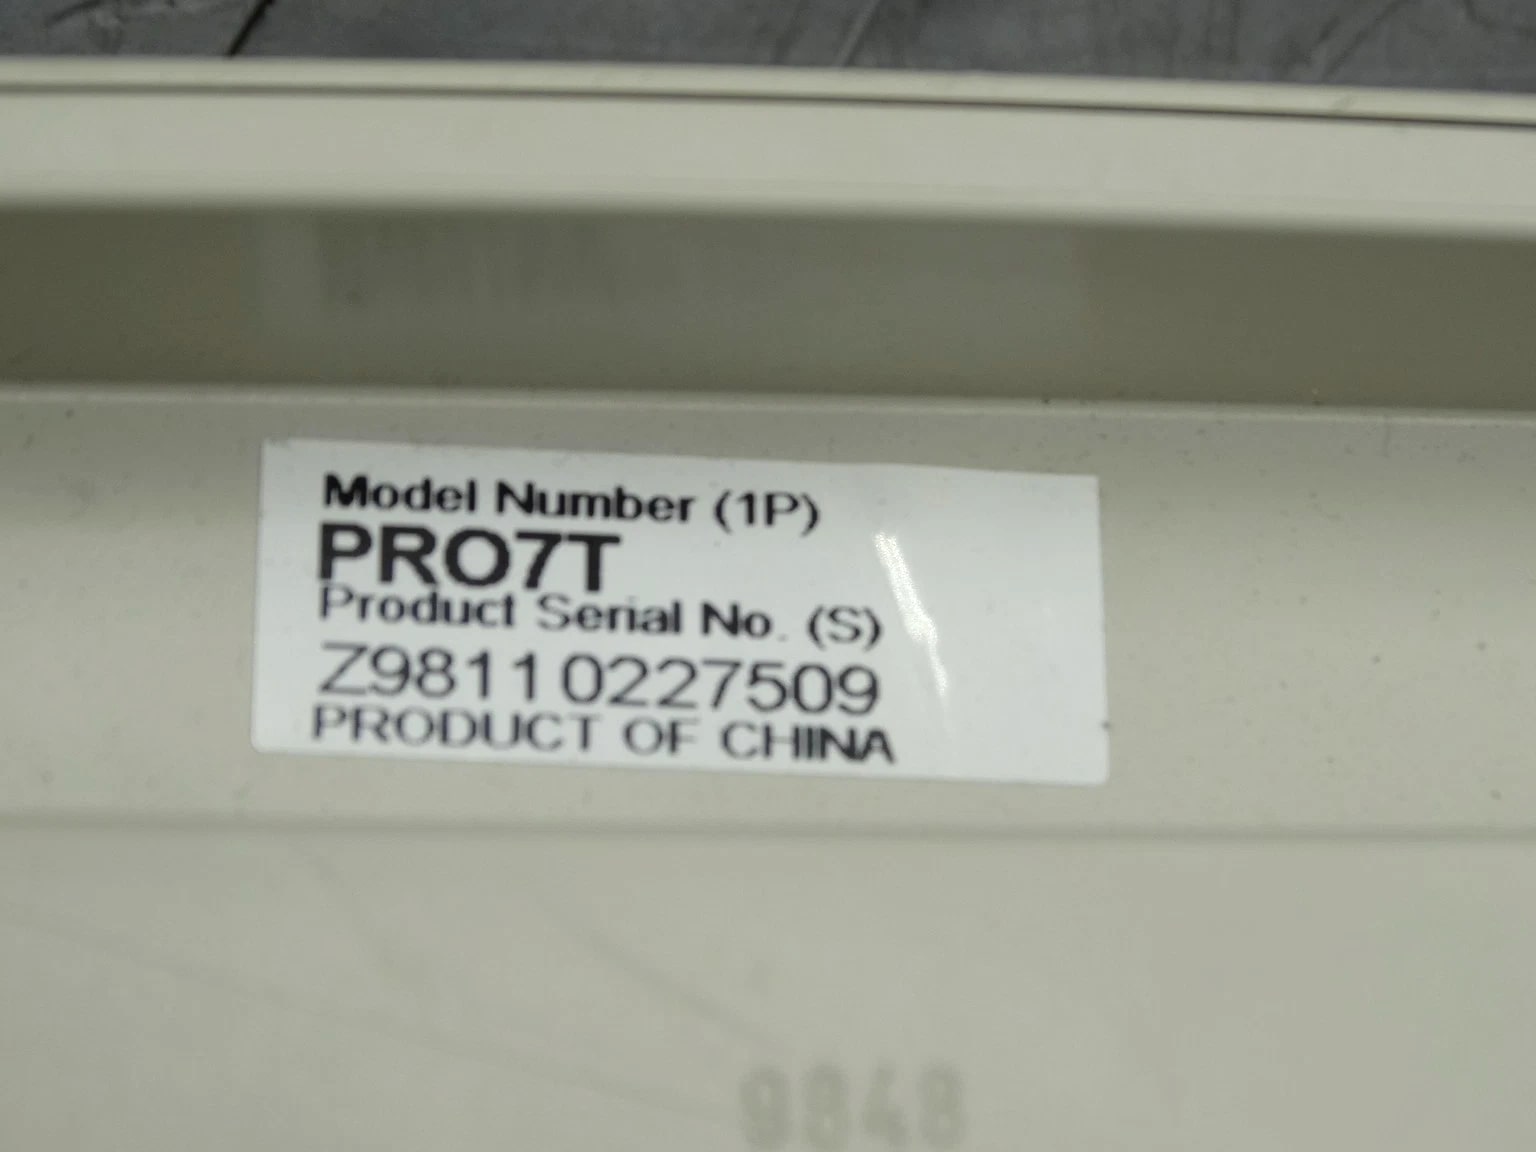 Model Number (1P)
PRO7T
Product Serial No. (S)
Z98110227509
PRODUCT OF CHINA
9848